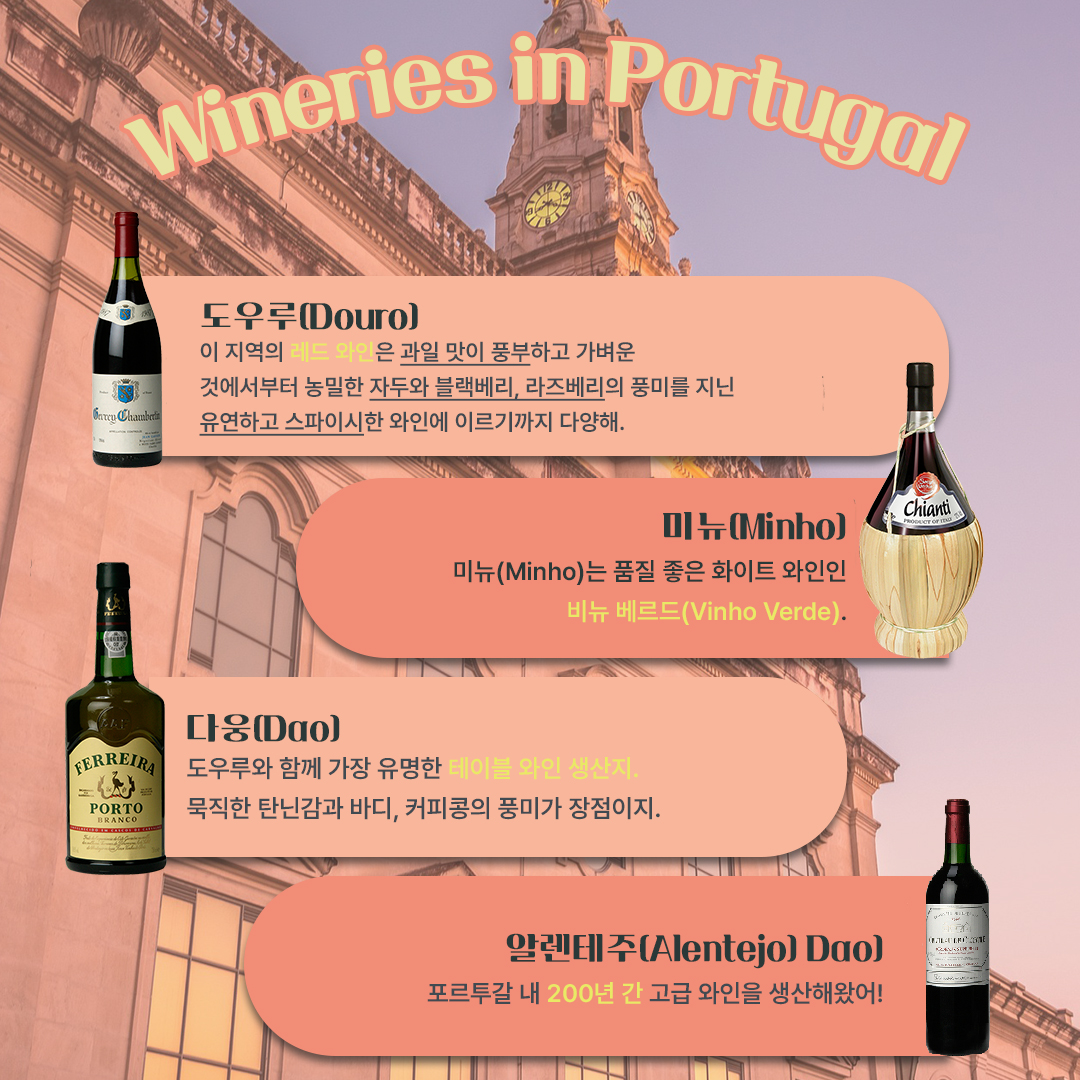 Wineries in Portugal
도우루(Douro)
이 지역의 레드 와인은 과일 맛이 풍부하고 가벼운
것에서부터 농밀한 자두와 블랙베리, 라즈베리의 풍미를 지닌
유연하고 스파이시한 와인에 이르기까지 다양해.
Gevrey Chambertin
미뉴(Minho)
미뉴(Minho)는 품질 좋은 화이트 와인인
비뉴 베르드(Vinho Verde).
Chianti
PRODUCT OF ITALY
다웅(Dao)
도우루와 함께 가장 유명한 테이블 와인 생산지.
묵직한 탄닌감과 바디, 커피콩의 풍미가 장점이지.
FERREIRA
PORTO
BRANCO
알렌테주(Alentejo) Dao)
포르투갈 내 200년 간 고급 와인을 생산해왔어!